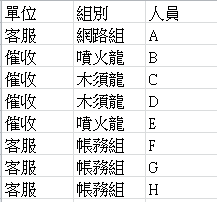 單位 組別 人員
客服 網路組 A
催收 噴火龍 B
催收 木須龍 C
催收 木須龍 D
催收 噴火龍 E
客服 帳務組 F
客服 帳務組 G
客服 帳務組 H